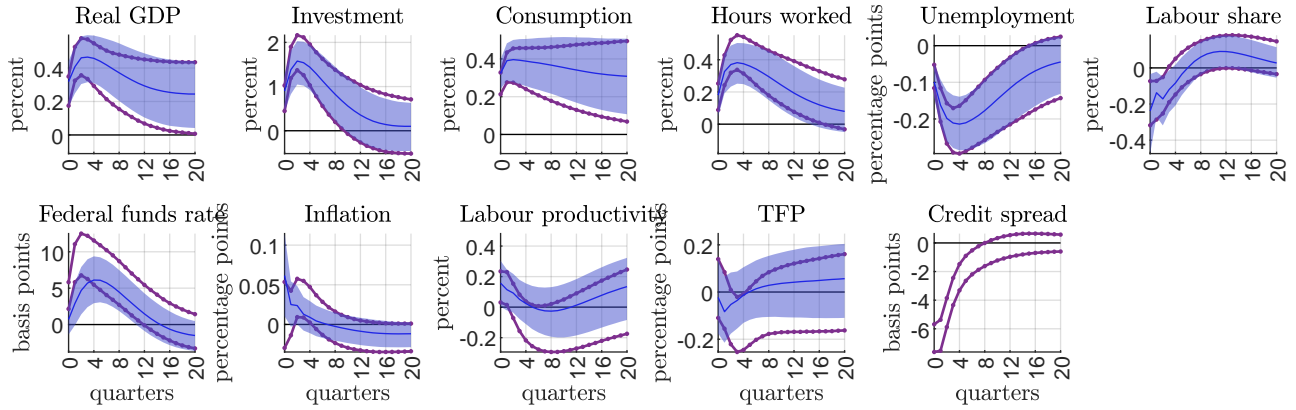 Real GDP
Investment
Consumption
Hours worked
Unemployment
Labour share
percent
0.4
0.2
0
0 4 8 12 16 20
percent
2
1
0
0 4 8 12 16 20
percent
0.4
0.2
0
0 4 8 12 16 20
percent
0.4
0.2
0
0 4 8 12 16 20
percentage points
0
-0.1
-0.2
0 4 8 12 16 20
percent
0
-0.2
-0.4
0 4 8 12 16 20
Federal funds rate
Inflation
Labour productivity
TFP
Credit spread
basis points
10
5
0
0 4 8 12 16 20
quarters
percentage points
0.1
0.05
0
0 4 8 12 16 20
quarters
percent
0.4
0.2
0
-0.2
0 4 8 12 16 20
quarters
percentage points
0.2
0
-0.2
0 4 8 12 16 20
quarters
basis points
0
-2
-4
-6
0 4 8 12 16 20
quarters